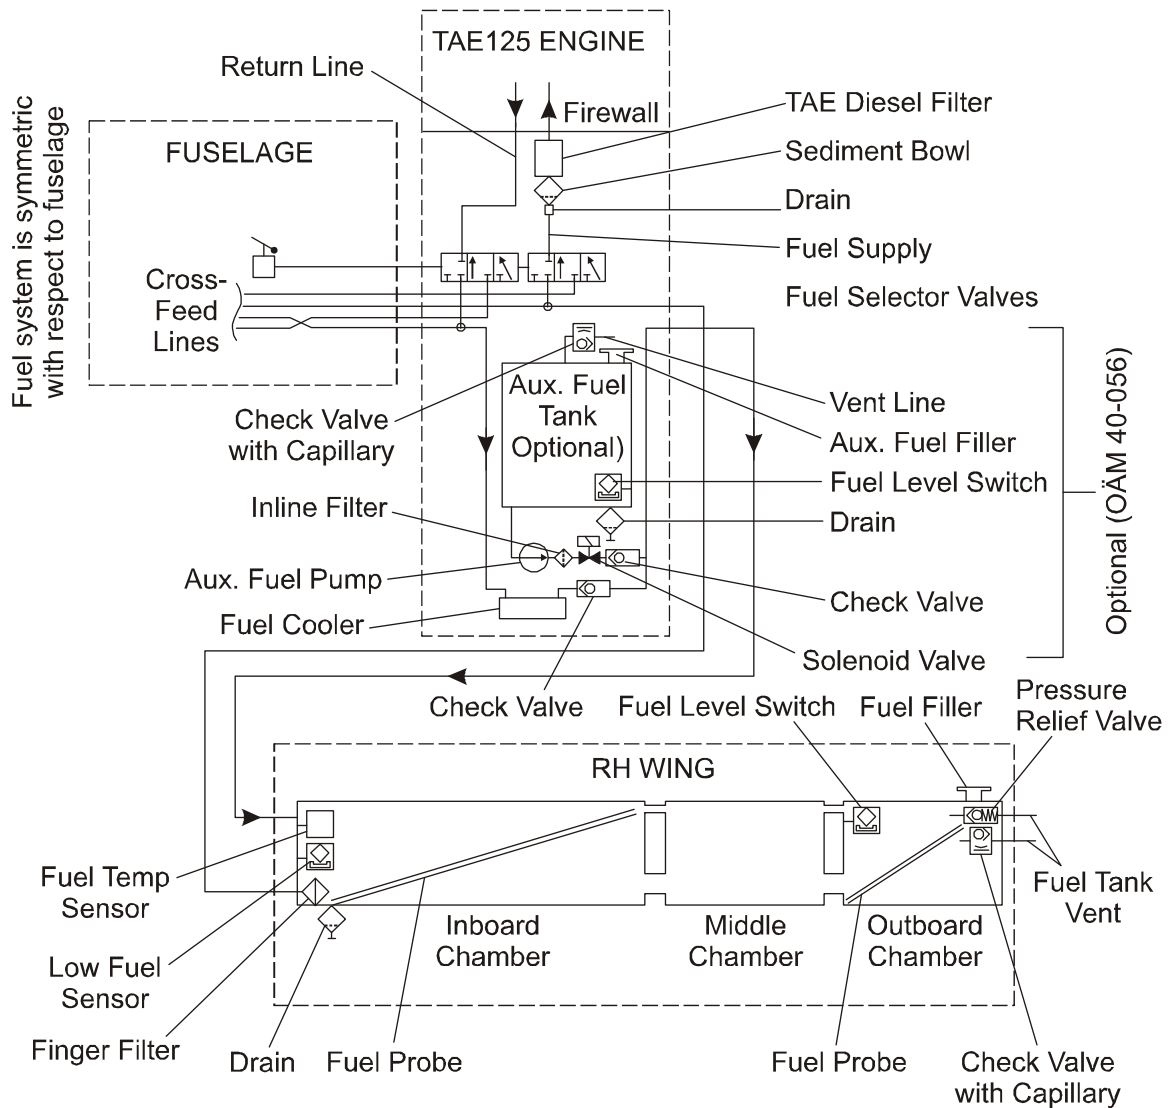 TAE125 ENGINE
Return Line
Firewall
TAE Diesel Filter
Sediment Bowl
Drain
Fuel Supply
Fuel Selector Valves
Fuel system is symmetric
with respect to fuselage
FUSELAGE
Cross-
Feed
Lines
Aux. Fuel
Tank
Optional)
Check Valve
with Capillary
Vent Line
Aux. Fuel Filler
Fuel Level Switch
Drain
Inline Filter
Aux. Fuel Pump
Fuel Cooler
Check Valve
Solenoid Valve
Optional (OÄM 40-056)
Check Valve
Fuel Level Switch
Fuel Filler
Pressure
Relief Valve
RH WING
Fuel Temp
Sensor
Low Fuel
Sensor
Finger Filter
Drain
Fuel Probe
Inboard
Chamber
Middle
Chamber
Outboard
Chamber
Fuel Tank
Vent
Fuel Probe
Check Valve
with Capillary